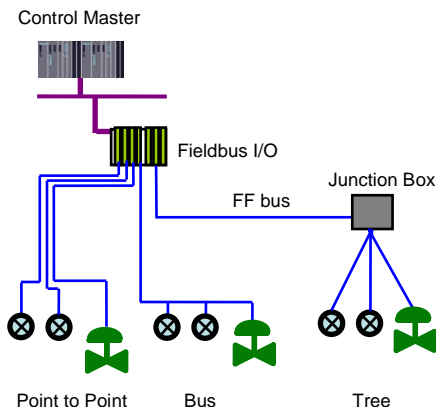 Control Master
Fieldbus I/O
Junction Box
FF bus
Point to Point
Bus
Tree